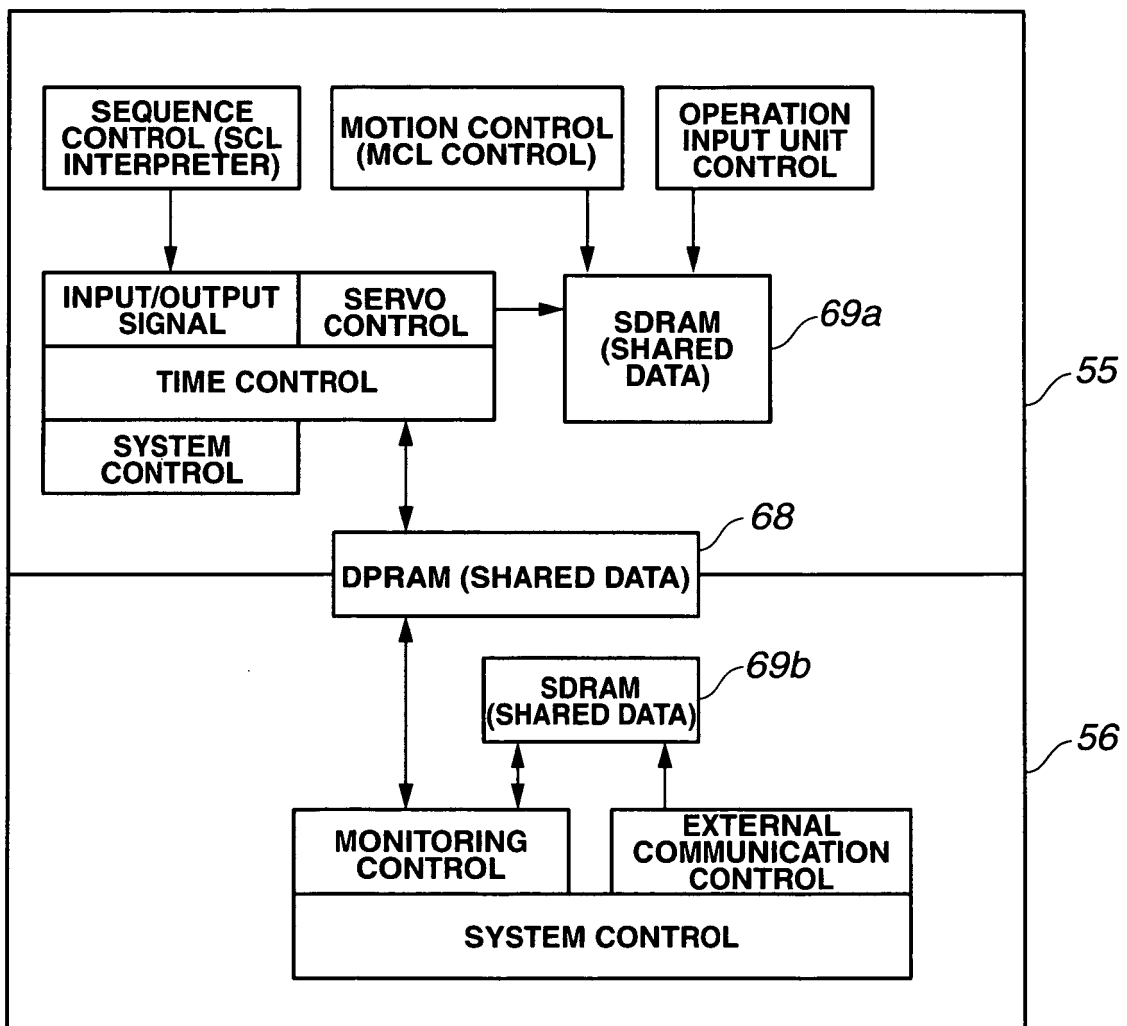 SEQUENCE
CONTROL (SCL
INTERPRETER)
MOTION CONTROL
(MCL CONTROL)
OPERATION
INPUT UNIT
CONTROL
INPUT/OUTPUT
SIGNAL
SERVO
CONTROL
SDRAM
(SHARED
DATA)
69a
TIME CONTROL
55
SYSTEM
CONTROL
68
DPRAM (SHARED DATA)
69b
SDRAM
(SHARED DATA)
56
MONITORING
CONTROL
EXTERNAL
COMMUNICATION
CONTROL
SYSTEM CONTROL